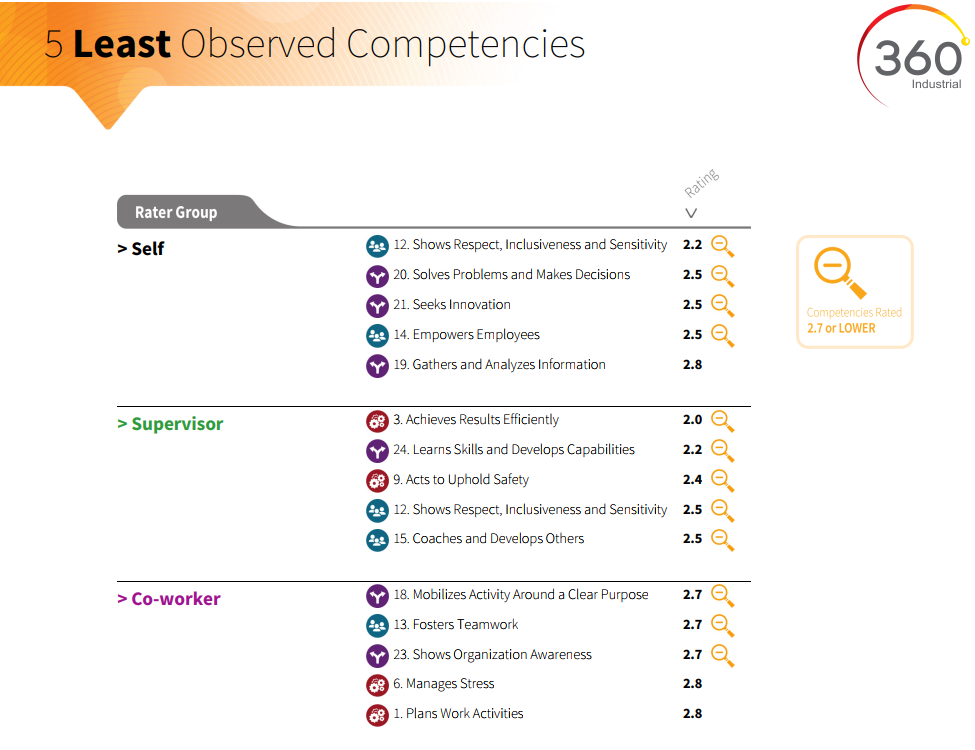 5 Least Observed Competencies
360
Industrial
Rating
Rater Group
> Self
12. Shows Respect, Inclusiveness and Sensitivity 2.2
20. Solves Problems and Makes Decisions 2.5
21. Seeks Innovation 2.5
14. Empowers Employees 2.5
19. Gathers and Analyzes Information 2.8
Competencies Rated
2.7 or LOWER
> Supervisor
3. Achieves Results Efficiently 2.0
24. Learns Skills and Develops Capabilities 2.2
9. Acts to Uphold Safety 2.4
12. Shows Respect, Inclusiveness and Sensitivity 2.5
15. Coaches and Develops Others 2.5
> Co-worker
18. Mobilizes Activity Around a Clear Purpose 2.7
13. Fosters Teamwork 2.7
23. Shows Organization Awareness 2.7
6. Manages Stress 2.8
1. Plans Work Activities 2.8